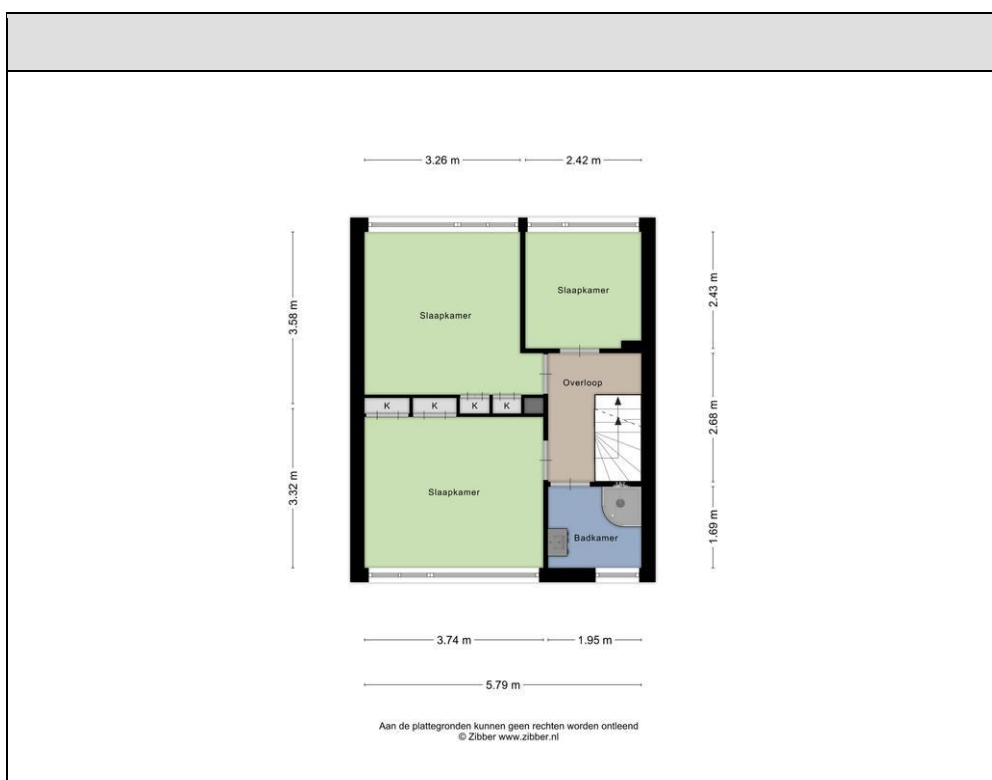 3.26 m
2.42 m
3.58 m
2.43 m
Slaapkamer
Slaapkamer
Overloop
K
K
K
K
2.68 m
3.32 m
Slaapkamer
1.69 m
Badkamer
3.74 m
1.95 m
5.79 m
Aan de plattegronden kunnen geen rechten worden ontleend
© Zibber www.zibber.nl